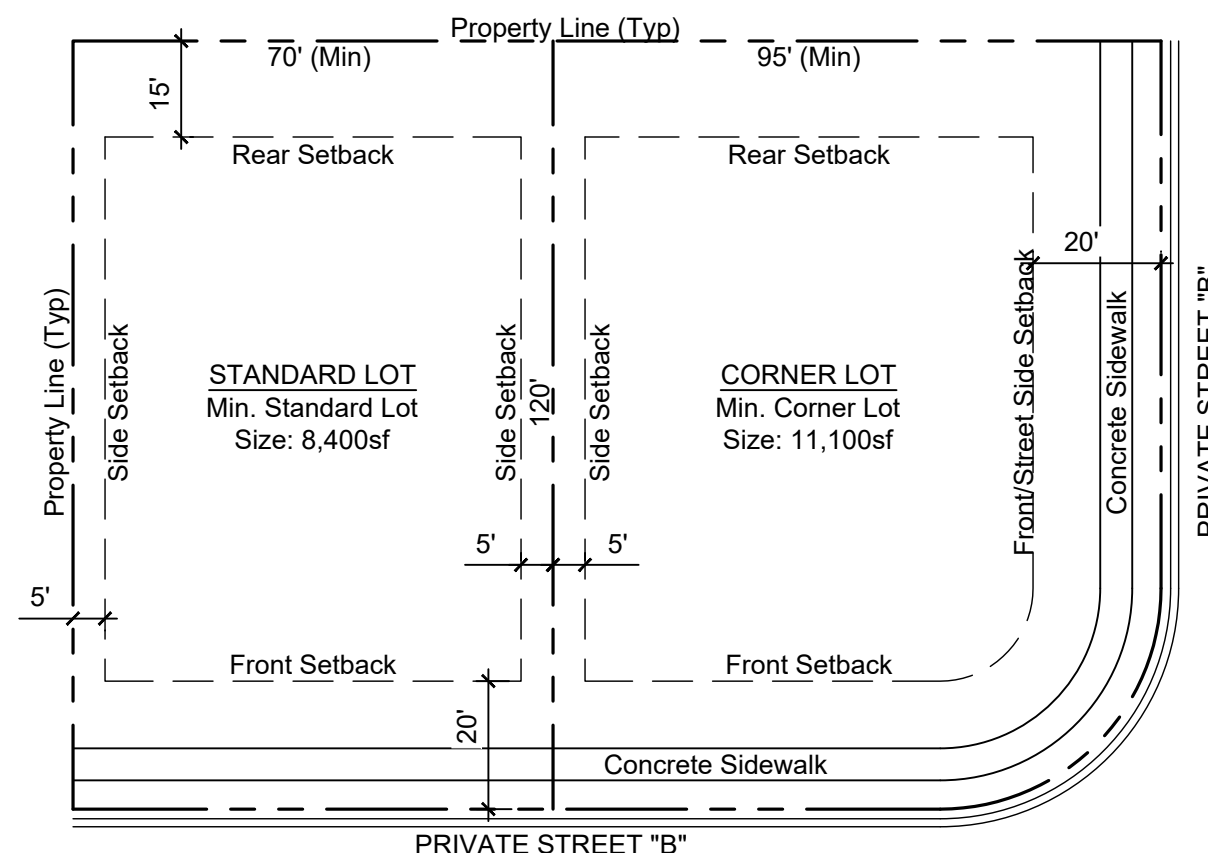 Property Line (Typ)
70' (Min)
95' (Min)
15'
Rear Setback
Rear Setback
20'
Property Line (Typ)
Side Setback
STANDARD LOT
Min. Standard Lot
Size: 8,400sf
Side Setback
120'
Side Setback
CORNER LOT
Min. Corner Lot
Size: 11,100sf
Front/Street Side Setback
Concrete Sidewalk
PRIVATE STREET "B"
5'
5'
5'
Front Setback
Front Setback
20'
Concrete Sidewalk
PRIVATE STREET "B"